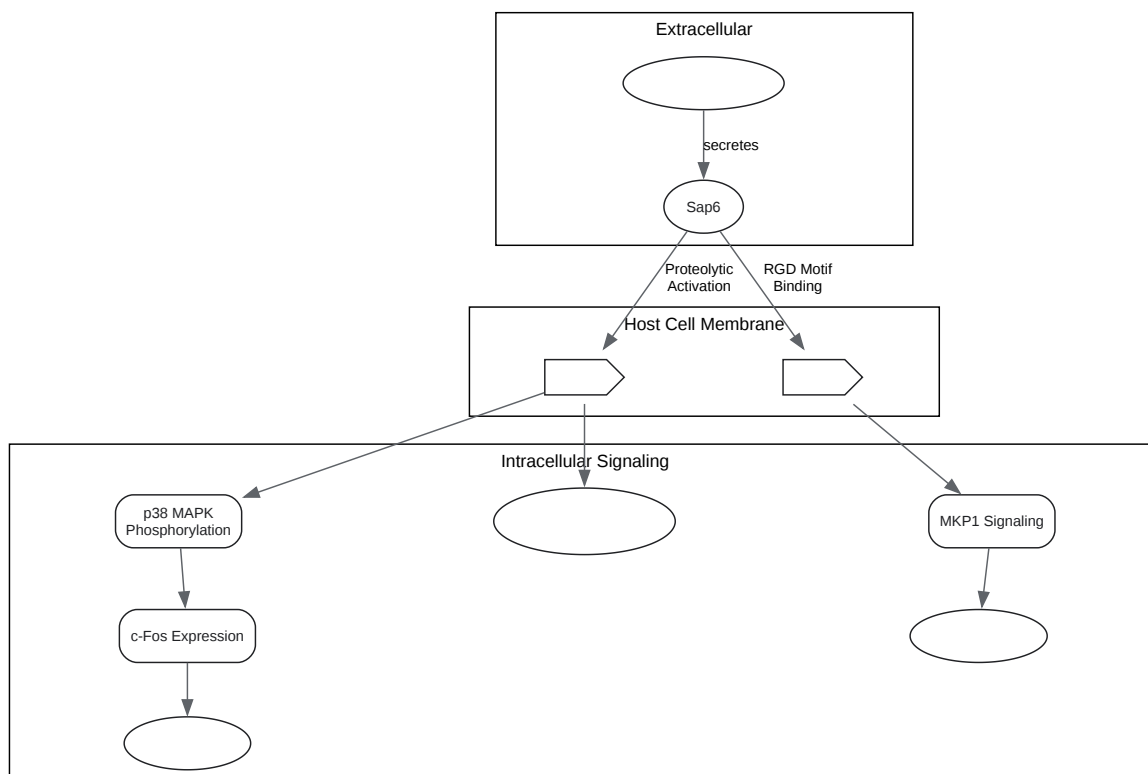 Extracellular
secretes
Sap6
Proteolytic
Activation
RGD Motif
Binding
Host Cell Membrane
Intracellular Signaling
p38 MAPK
Phosphorylation
MKP1 Signaling
c-Fos Expression